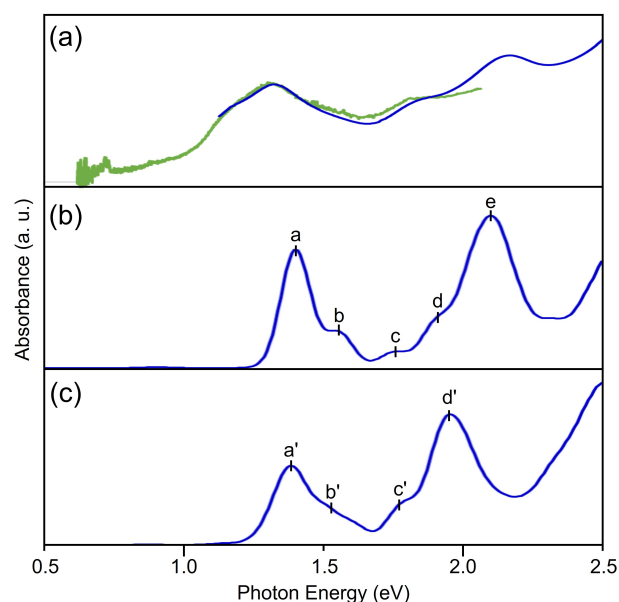 (a)
(b)
a
b
c
d
e
(c)
a'
b'
c'
d'
Absorbance (a. u.)
0.5 1.0 1.5 2.0 2.5
Photon Energy (eV)